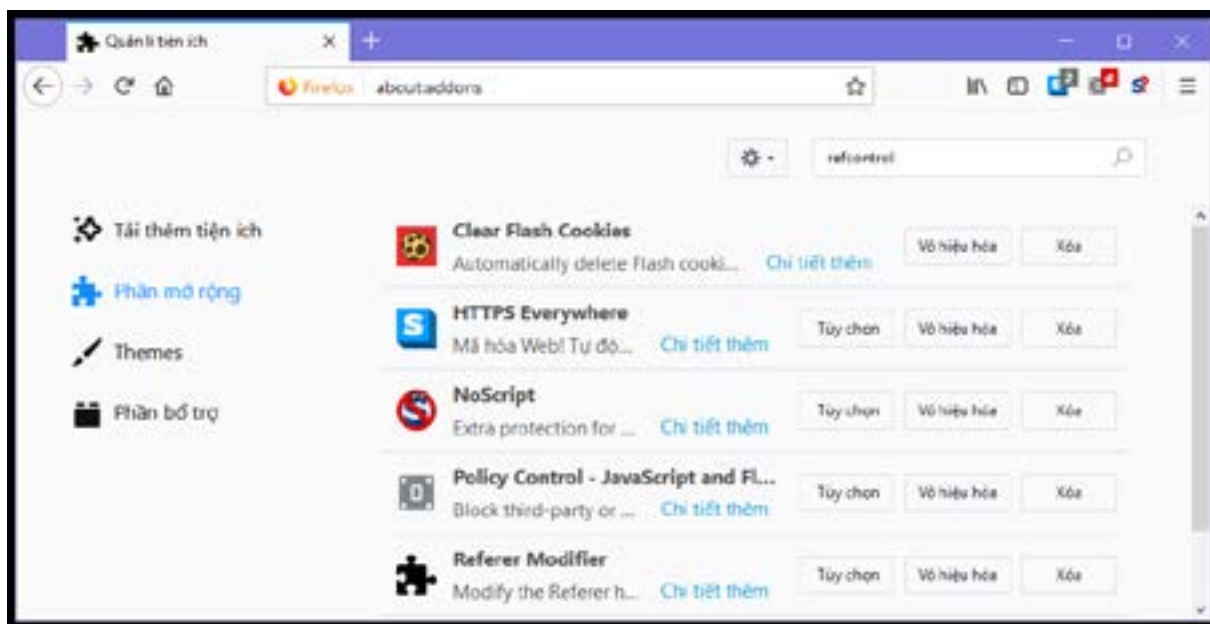 Quản lí tiện ích
Firefox about:addons
refcontrol
Tải thêm tiện ích
Phần mở rộng
Themes
Phần bổ trợ
Clear Flash Cookies
Automatically delete Flash cooki... Chi tiết thêm
Vô hiệu hóa Xóa
HTTPS Everywhere
Mã hóa Web! Tự độ... Chi tiết thêm
Tùy chọn Vô hiệu hóa Xóa
NoScript
Extra protection for ... Chi tiết thêm
Tùy chọn Vô hiệu hóa Xóa
Policy Control - JavaScript and Fl...
Block third-party or ... Chi tiết thêm
Tùy chọn Vô hiệu hóa Xóa
Referer Modifier
Modify the Referer h... Chi tiết thêm
Tùy chọn Vô hiệu hóa Xóa